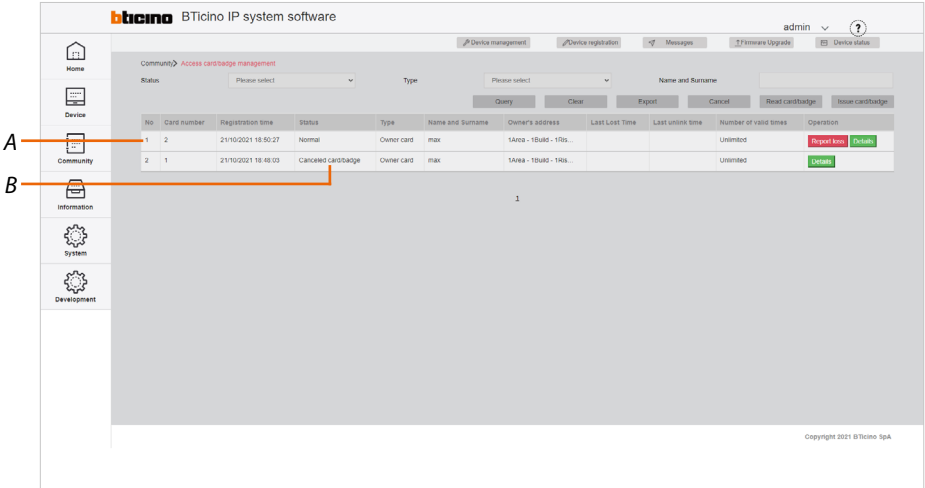 bticino BTicino IP system software
admin ?
Device management Device registration Messages Firmware Upgrade Device status
Home
Device
Community
Information
System
Development
Community Access card/badge management
Status Please select Type Please select Name and Surname
Query Clear Export Cancel Read card/badge Issue card/badge
No Card number Registration time Status Type Name and Surname Owner's address Last Lost Time Last unlink time Number of valid times Operation
A
1 2 21/10/2021 18:50:27 Normal Owner card max 1Area - 1Build - 1Ris... Unlimited Report loss Details
2 1 21/10/2021 18:48:03 Canceled card/badge Owner card max 1Area - 1Build - 1Ris... Unlimited Details
B
1
Copyright 2021 BTicino SpA